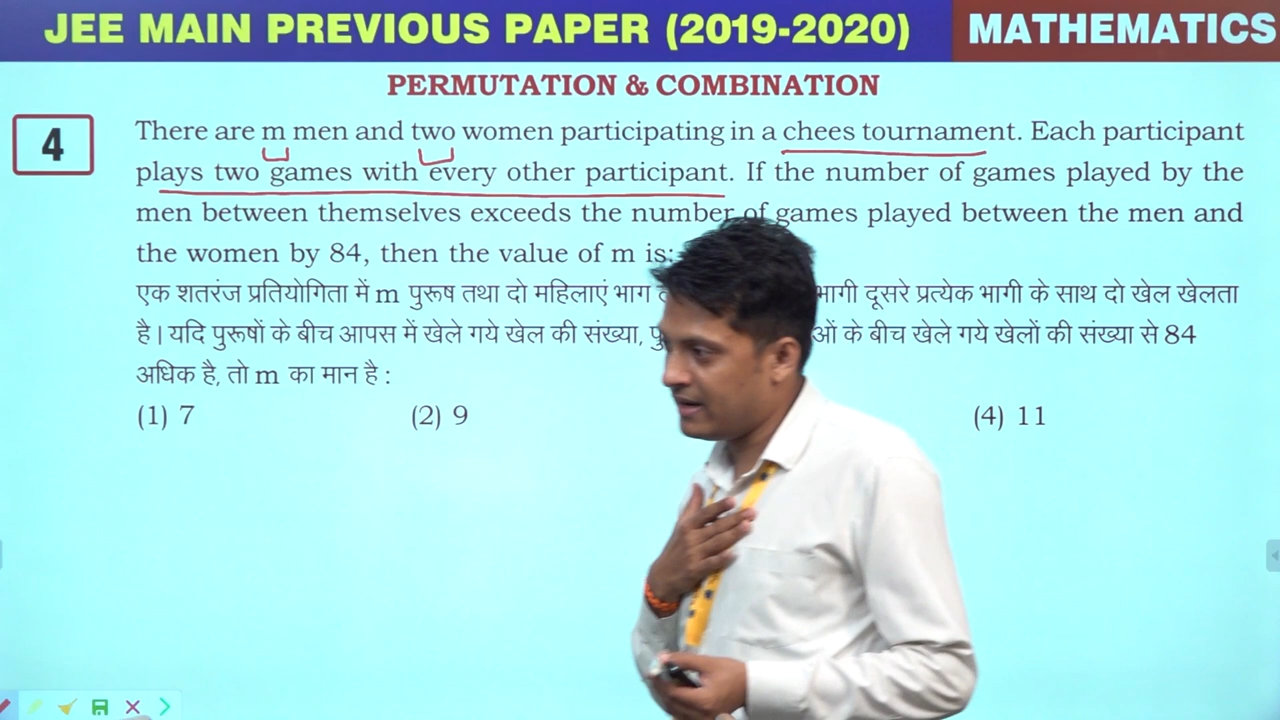 JEE MAIN PREVIOUS PAPER (2019-2020)
MATHEMATICS
PERMUTATION & COMBINATION
4
There are m men and two women participating in a chees tournament. Each participant
plays two games with every other participant. If the number of games played by the
men between themselves exceeds the number of games played between the men and
the women by 84, then the value of m is:
एक शतरंज प्रतियोगिता में m पुरूष तथा दो महिलाएं भाग दूसरे प्रत्येक भागी के साथ दो खेल खेलता
है। यदि पुरूषों के बीच आपस में खेले गये खेल की संख्या, के बीच खेले गये खेलों की संख्या से 84
अधिक है, तो m का मान है :
(1) 7 (2) 9 (4) 11